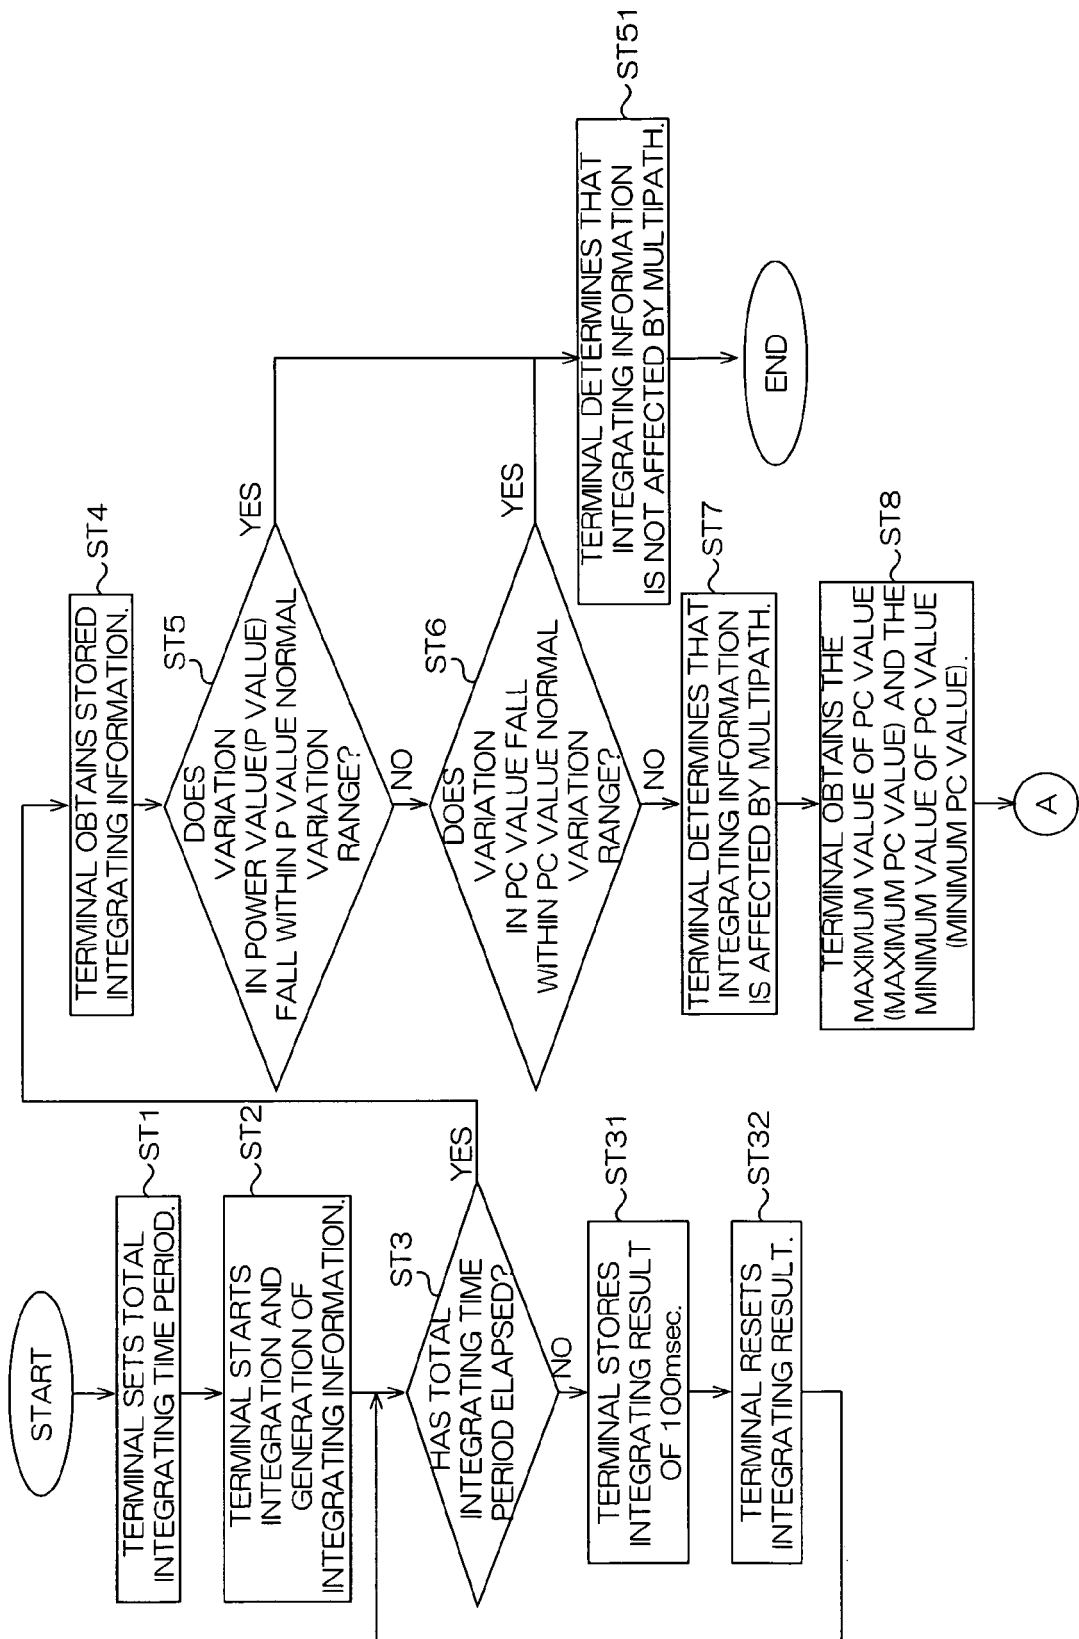 START
TERMINAL SETS TOTAL
INTEGRATING TIME PERIOD.
ST1
TERMINAL STARTS
INTEGRATION AND
GENERATION OF
INTEGRATING INFORMATION.
ST2
HAS TOTAL
INTEGRATING TIME
PERIOD ELAPSED?
ST3
YES
NO
TERMINAL STORES
INTEGRATING RESULT
OF 100msec.
ST31
TERMINAL RESETS
INTEGRATING RESULT.
ST32
TERMINAL OBTAINS STORED
INTEGRATING INFORMATION.
ST4
DOES
VARIATION
IN POWER VALUE(P VALUE)
FALL WITHIN P VALUE NORMAL
VARIATION
RANGE?
ST5
YES
NO
DOES
VARIATION
IN PC VALUE FALL
WITHIN PC VALUE NORMAL
VARIATION
RANGE?
ST6
YES
NO
TERMINAL DETERMINES THAT
INTEGRATING INFORMATION
IS NOT AFFECTED BY MULTIPATH.
ST51
END
TERMINAL DETERMINES THAT
INTEGRATING INFORMATION
IS AFFECTED BY MULTIPATH.
ST7
TERMINAL OBTAINS THE
MAXIMUM VALUE OF PC VALUE
(MAXIMUM PC VALUE) AND THE
MINIMUM VALUE OF PC VALUE
(MINIMUM PC VALUE).
ST8
A